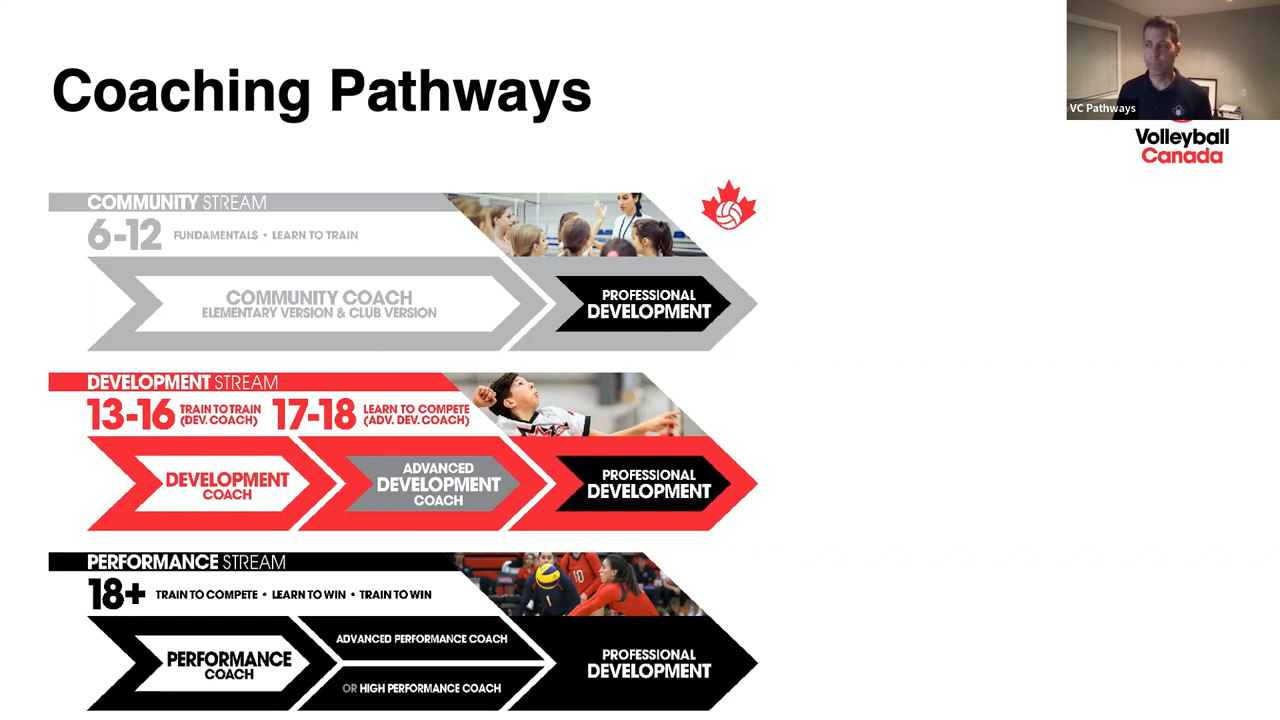 Coaching Pathways
VC Pathways
Volleyball
Canada
COMMUNITY STREAM
6-12 FUNDAMENTALS • LEARN TO TRAIN
COMMUNITY COACH
ELEMENTARY VERSION & CLUB VERSION
PROFESSIONAL
DEVELOPMENT
DEVELOPMENT STREAM
13-16 TRAIN TO TRAIN
(DEV. COACH)
17-18 LEARN TO COMPETE
(ADV. DEV. COACH)
DEVELOPMENT
COACH
ADVANCED
DEVELOPMENT
COACH
PROFESSIONAL
DEVELOPMENT
PERFORMANCE STREAM
10
1
18+ TRAIN TO COMPETE • LEARN TO WIN • TRAIN TO WIN
PERFORMANCE
COACH
ADVANCED PERFORMANCE COACH
OR HIGH PERFORMANCE COACH
PROFESSIONAL
DEVELOPMENT